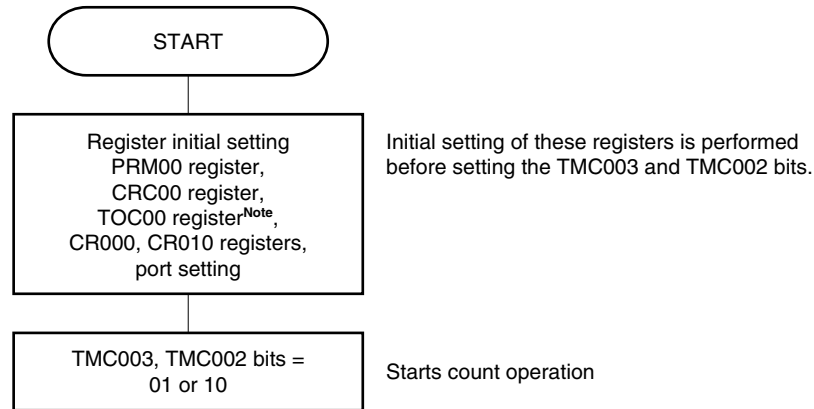 START
Register initial setting
PRM00 register,
CRC00 register,
TOC00 registerNote,
CR000, CR010 registers,
port setting
Initial setting of these registers is performed
before setting the TMC003 and TMC002 bits.
TMC003, TMC002 bits =
01 or 10
Starts count operation